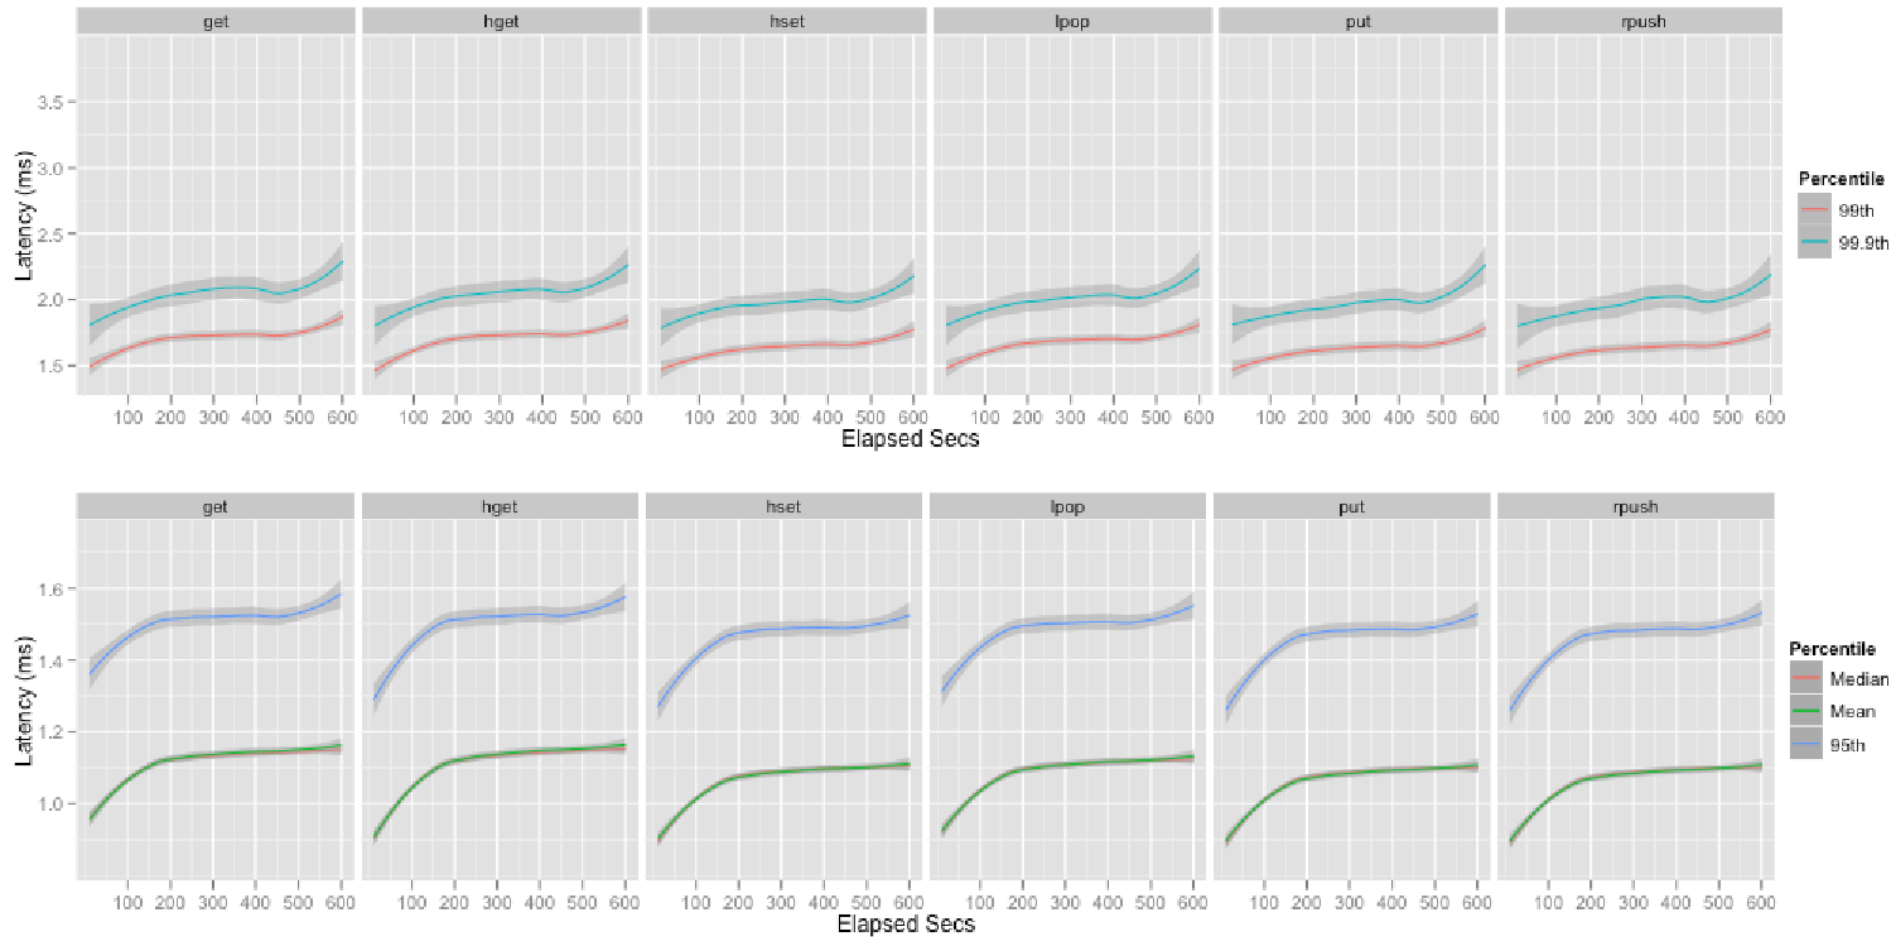 get hget hset lpop put rpush
3.5
3.0
2.5
2.0
1.5
Latency (ms)
100 200 300 400 500 600 100 200 300 400 500 600 100 200 300 400 500 600 100 200 300 400 500 600 100 200 300 400 500 600 100 200 300 400 500 600
Elapsed Secs
Percentile
99th
99.9th
get hget hset lpop put rpush
1.6
1.4
1.2
1.0
Latency (ms)
100 200 300 400 500 600 100 200 300 400 500 600 100 200 300 400 500 600 100 200 300 400 500 600 100 200 300 400 500 600 100 200 300 400 500 600
Elapsed Secs
Percentile
Median
Mean
95th